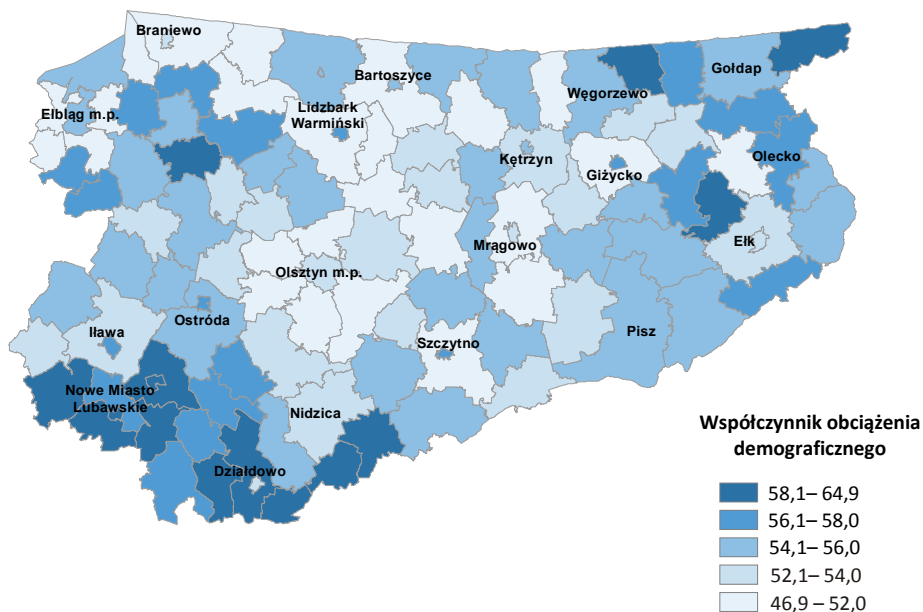 Braniewo
Gołdap
Bartoszyce
Węgorzewo
Elbląg m.p.
Lidzbark
Warmiński
Kętrzyn
Olecko
Giżycko
Mrągowo
Ełk
Olsztyn m.p.
Ostróda
Iława
Szczytno
Pisz
Nowe Miasto
Lubawskie
Nidzica
Działdowo
Współczynnik obciążenia
demograficznego
58,1– 64,9
56,1– 58,0
54,1– 56,0
52,1– 54,0
46,9 – 52,0